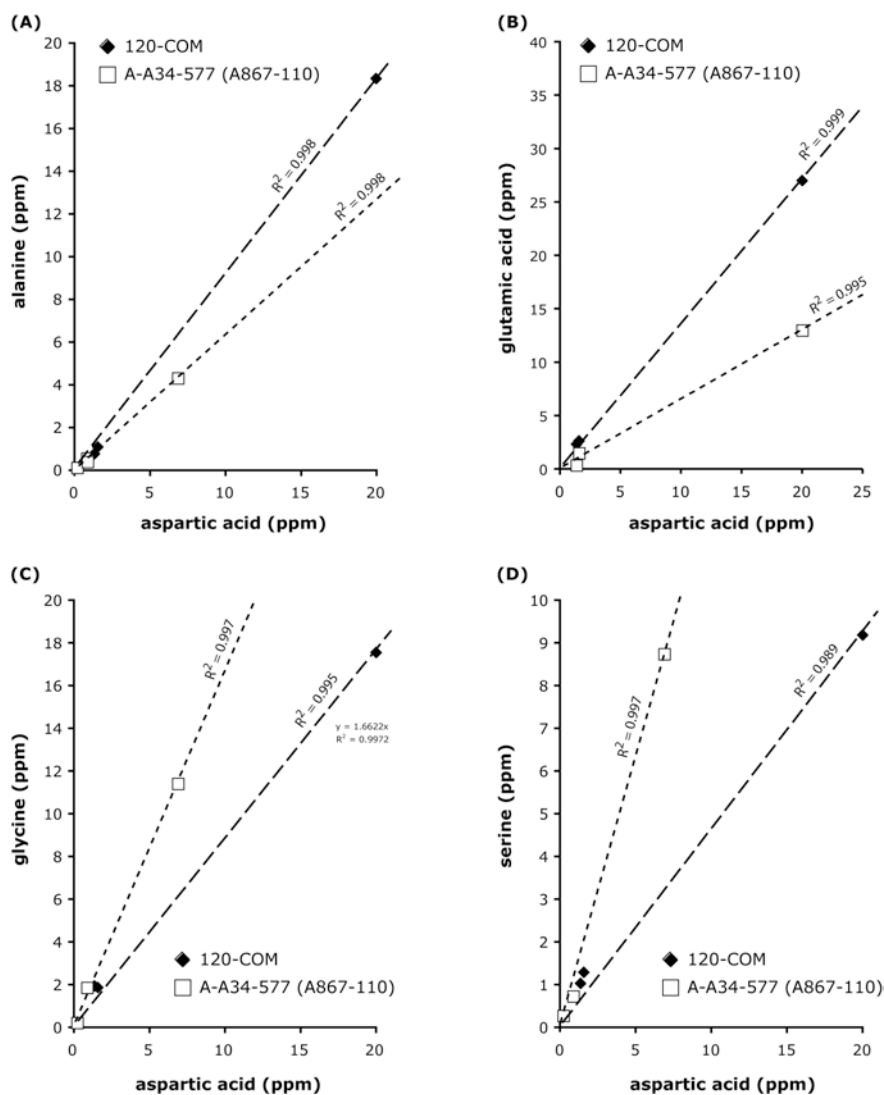 (A)
120-COM
A-A34-577 (A867-110)
20
18
16
14
12
10
8
6
4
2
0
alanine (ppm)
R² = 0.998
R² = 0.998
0 5 10 15 20
aspartic acid (ppm)
(B)
120-COM
A-A34-577 (A867-110)
40
35
30
25
20
15
10
5
0
glutamic acid (ppm)
R² = 0.999
R² = 0.995
0 5 10 15 20 25
aspartic acid (ppm)
(C)
20
18
16
14
12
10
8
6
4
2
0
glycine (ppm)
R² = 0.997
R² = 0.995
y = 1.6622x
R² = 0.9972
120-COM
A-A34-577 (A867-110)
0 5 10 15 20
aspartic acid (ppm)
(D)
10
9
8
7
6
5
4
3
2
1
0
serine (ppm)
R² = 0.997
R² = 0.989
120-COM
A-A34-577 (A867-110)
0 5 10 15 20
aspartic acid (ppm)